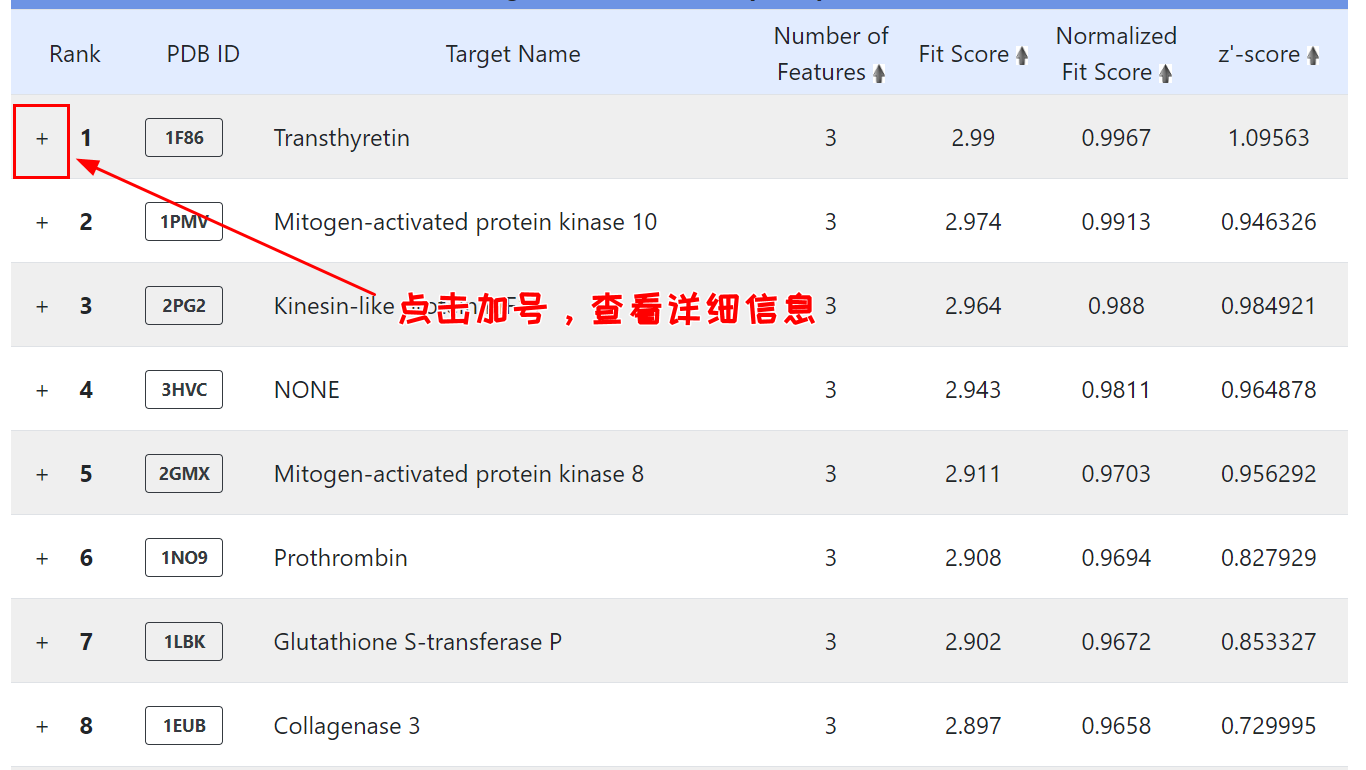 Rank PDB ID Target Name Number of Features Fit Score Normalized Fit Score z'-score
+ 1 1F86 Transthyretin 3 2.99 0.9967 1.09563
+ 2 1PMV Mitogen-activated protein kinase 10 3 2.974 0.9913 0.946326
+ 3 2PG2 Kinesin-like 3 2.964 0.988 0.984921
点击加号，查看详细信息
+ 4 3HVC NONE 3 2.943 0.9811 0.964878
+ 5 2GMX Mitogen-activated protein kinase 8 3 2.911 0.9703 0.956292
+ 6 1NO9 Prothrombin 3 2.908 0.9694 0.827929
+ 7 1LBK Glutathione S-transferase P 3 2.902 0.9672 0.853327
+ 8 1EUB Collagenase 3 3 2.897 0.9658 0.729995